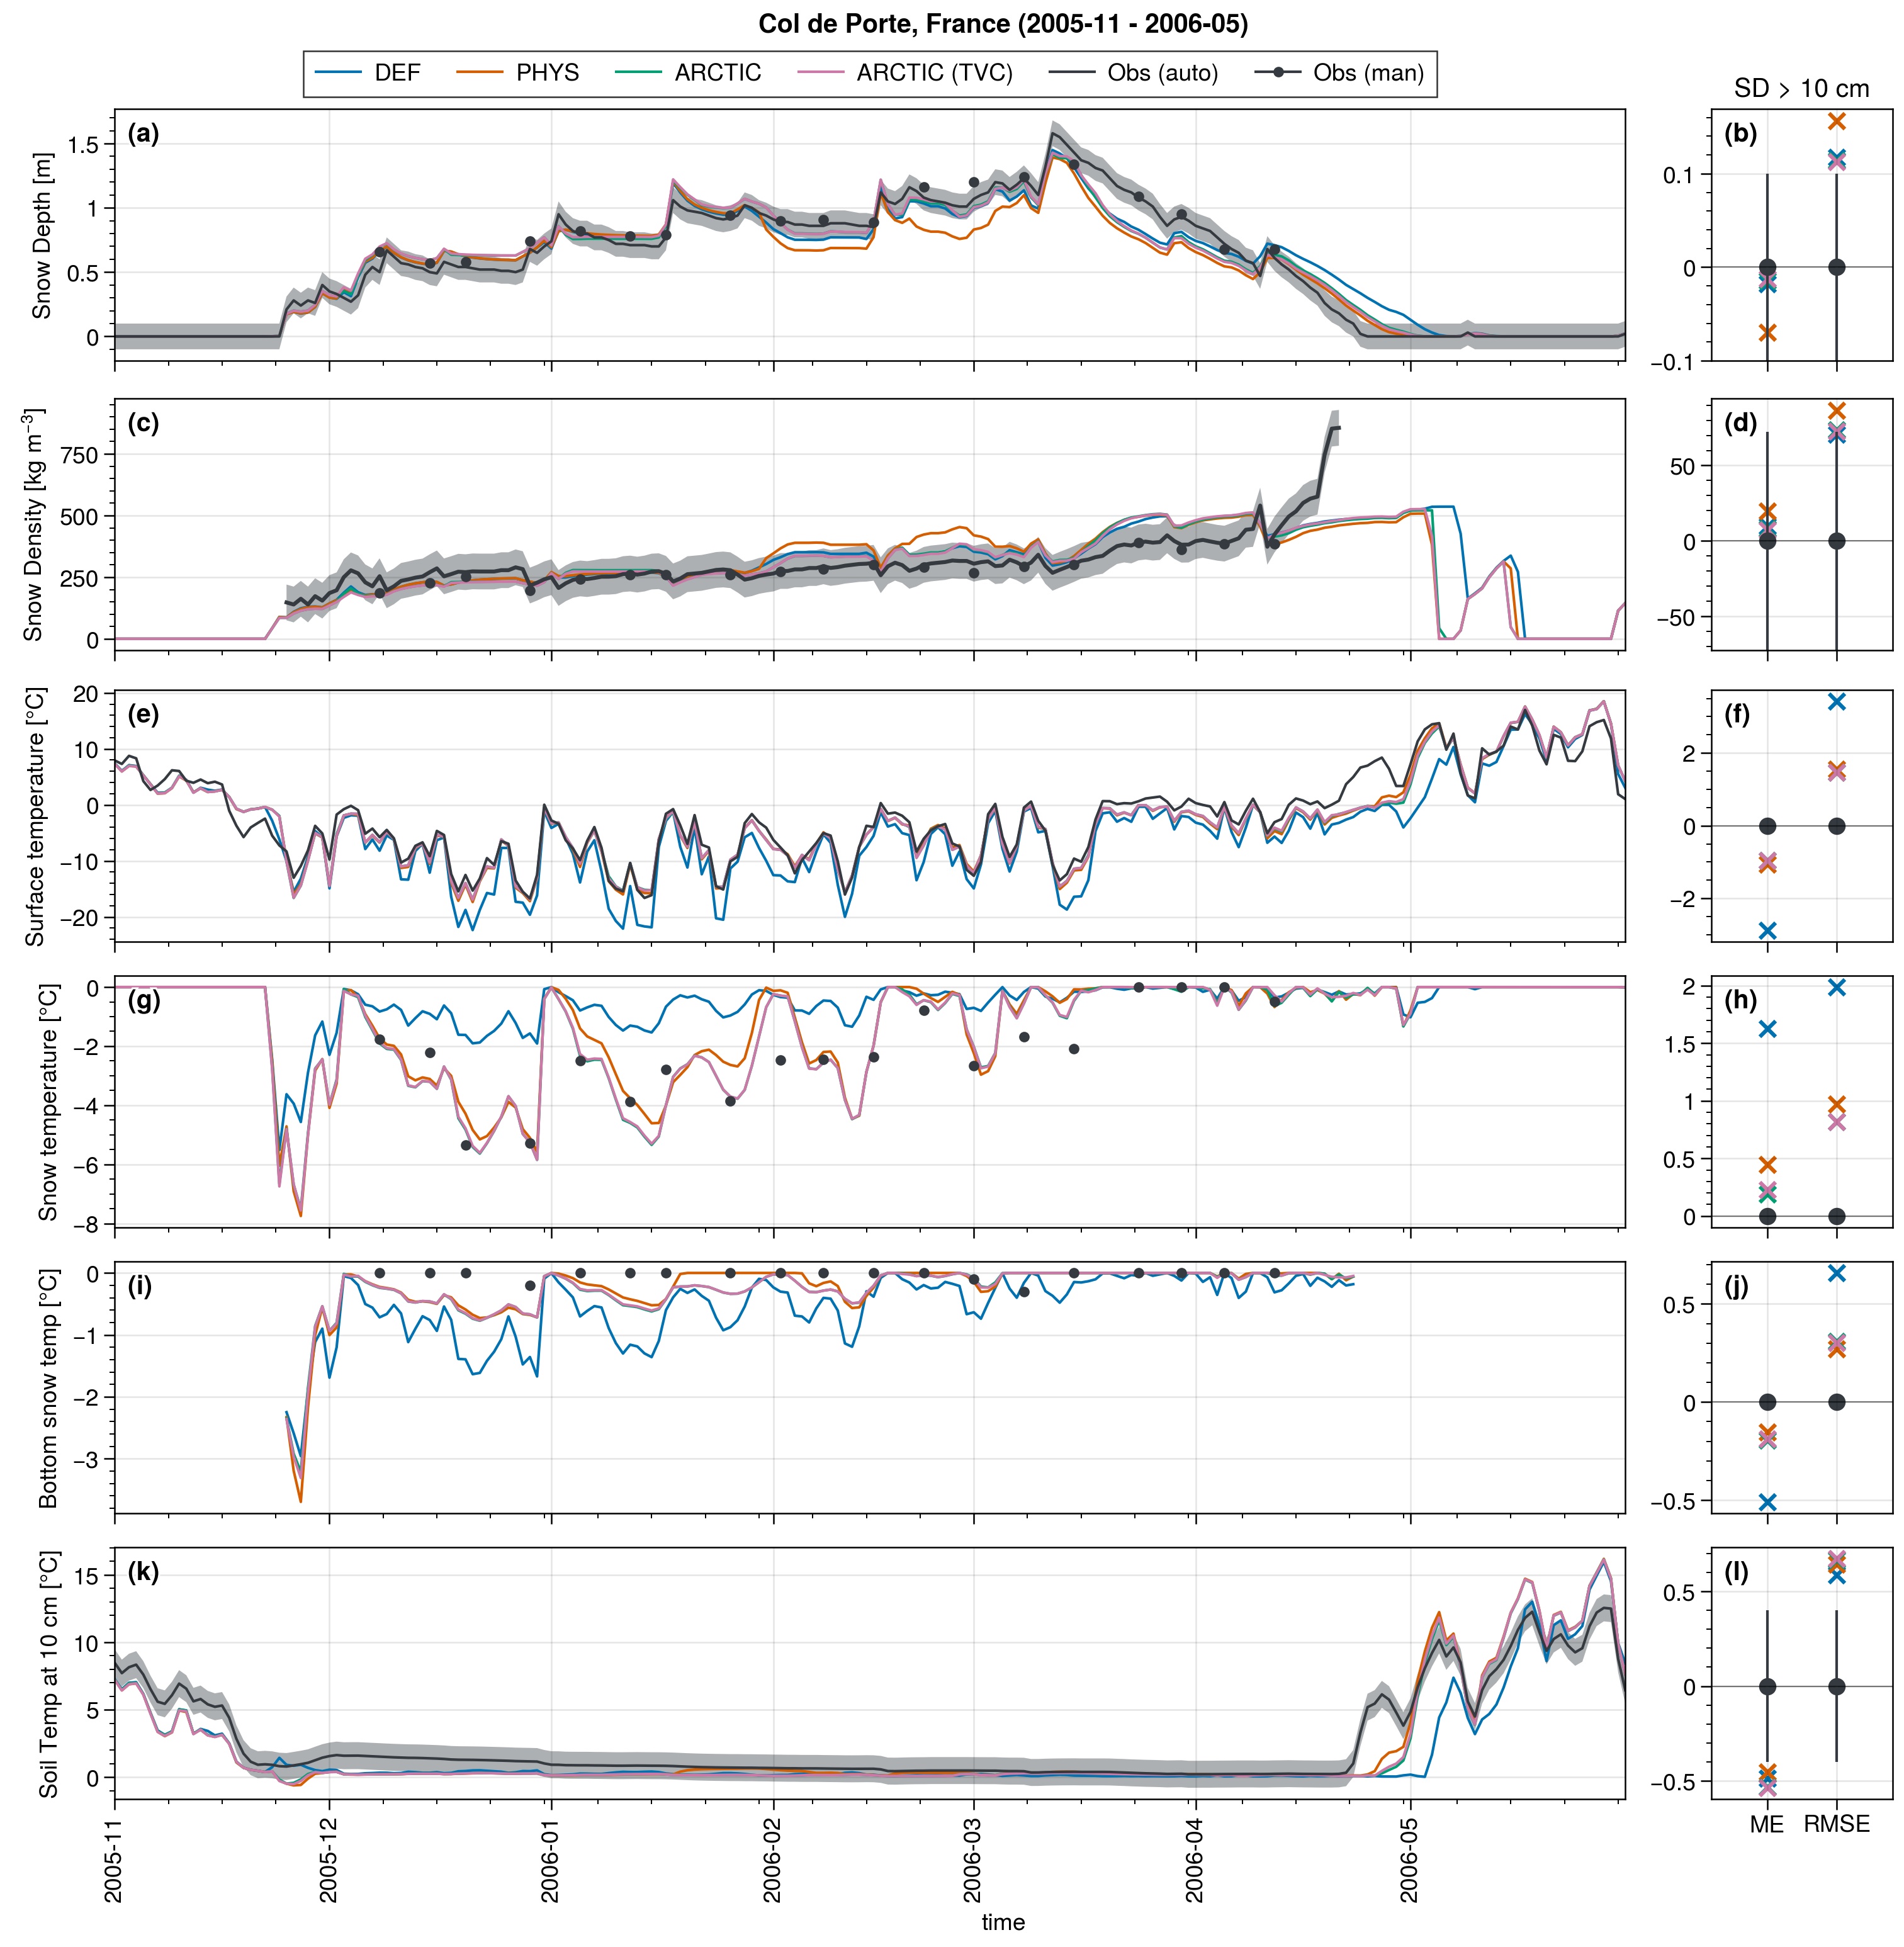 Col de Porte, France (2005-11 - 2006-05)
DEF PHYS ARCTIC ARCTIC (TVC) Obs (auto) Obs (man)
SD > 10 cm
(a)
Snow Depth [m]
1.5
1
0.5
0
(b)
0.1
0
−0.1
(c)
Snow Density [kg m⁻³]
750
500
250
0
(d)
50
0
−50
(e)
Surface temperature [°C]
20
10
0
−10
−20
(f)
2
0
−2
(g)
Snow temperature [°C]
0
−2
−4
−6
−8
(h)
2
1.5
1
0.5
0
(i)
Bottom snow temp [°C]
0
−1
−2
−3
(j)
0.5
0
−0.5
(k)
Soil Temp at 10 cm [°C]
15
10
5
0
(l)
0.5
0
−0.5
ME RMSE
2005-11
2005-12
2006-01
2006-02
2006-03
2006-04
2006-05
time